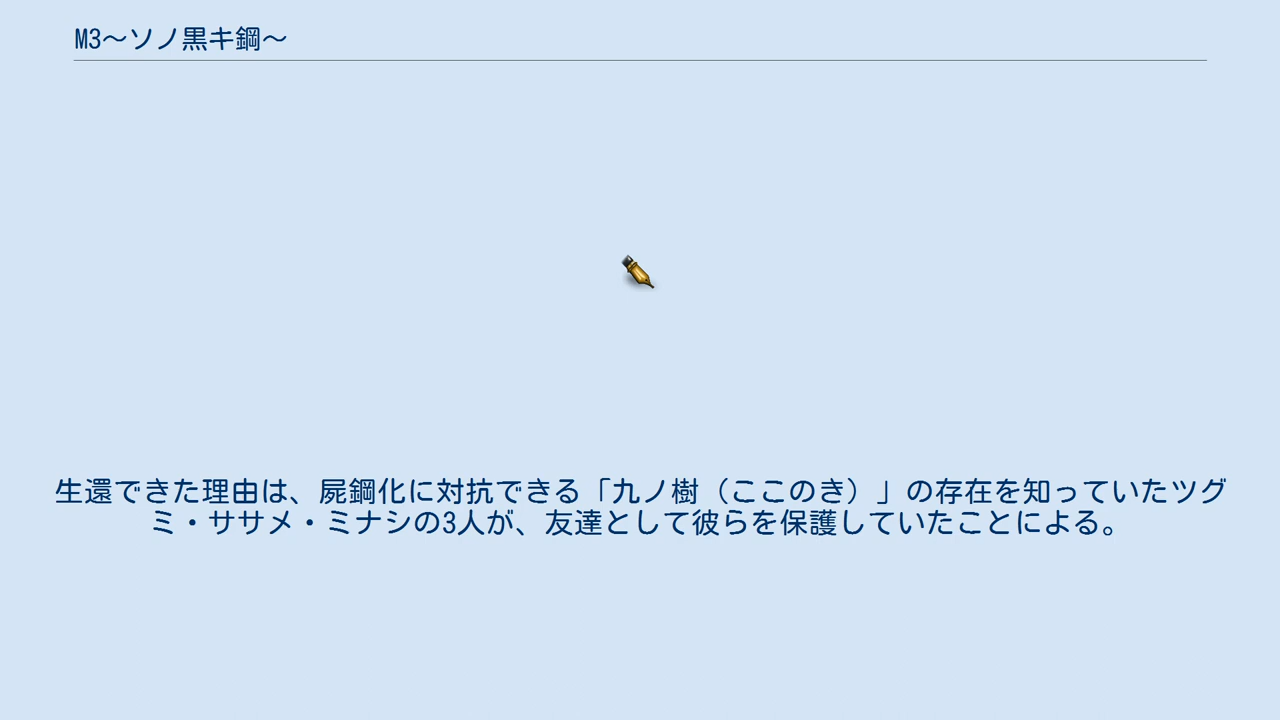 M3～ソノ黒キ鋼～
生還できた理由は、屍鋼化に対抗できる「九ノ樹（ここのき）」の存在を知っていたツグ
ミ・ササメ・ミナシの3人が、友達として彼らを保護していたことによる。